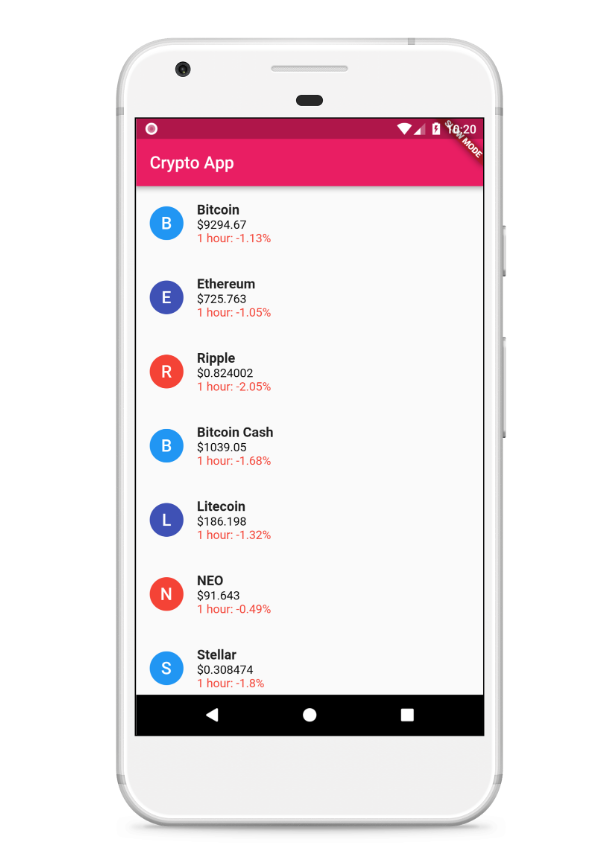 10:20
SLOW MODE
Crypto App
B
Bitcoin
$9294.67
1 hour: -1.13%
E
Ethereum
$725.763
1 hour: -1.05%
R
Ripple
$0.824002
1 hour: -2.05%
B
Bitcoin Cash
$1039.05
1 hour: -1.68%
L
Litecoin
$186.198
1 hour: -1.32%
N
NEO
$91.643
1 hour: -0.49%
S
Stellar
$0.308474
1 hour: -1.8%